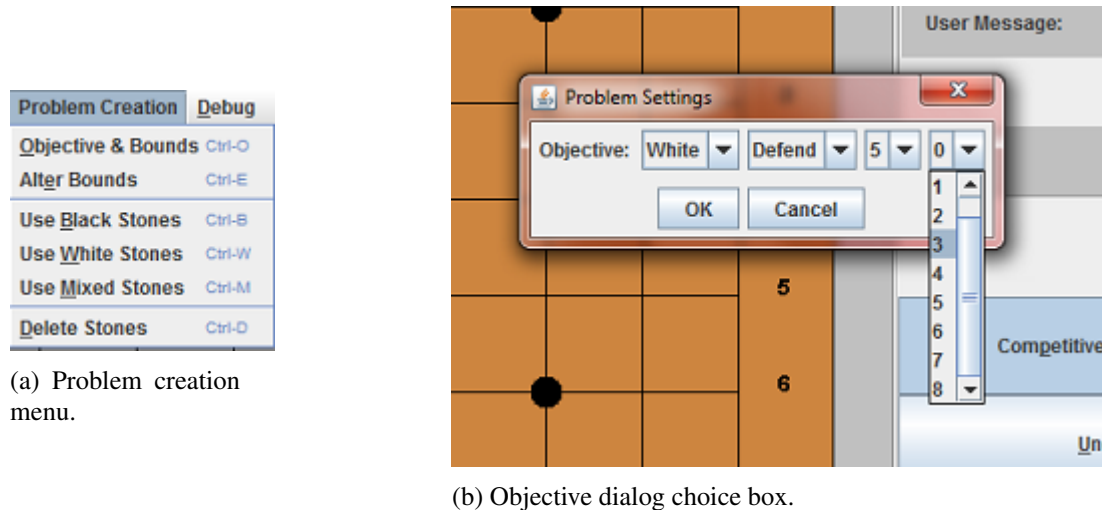 Problem Creation Debug
Objective & Bounds Ctrl-O
Alter Bounds Ctrl-E
Use Black Stones Ctrl-B
Use White Stones Ctrl-W
Use Mixed Stones Ctrl-M
Delete Stones Ctrl-D
(a) Problem creation
menu.
User Message:
Problem Settings
Objective: White Defend 5 0
OK Cancel
1
2
3
4
5
6
7
8
5
6
Competitive
Un
(b) Objective dialog choice box.